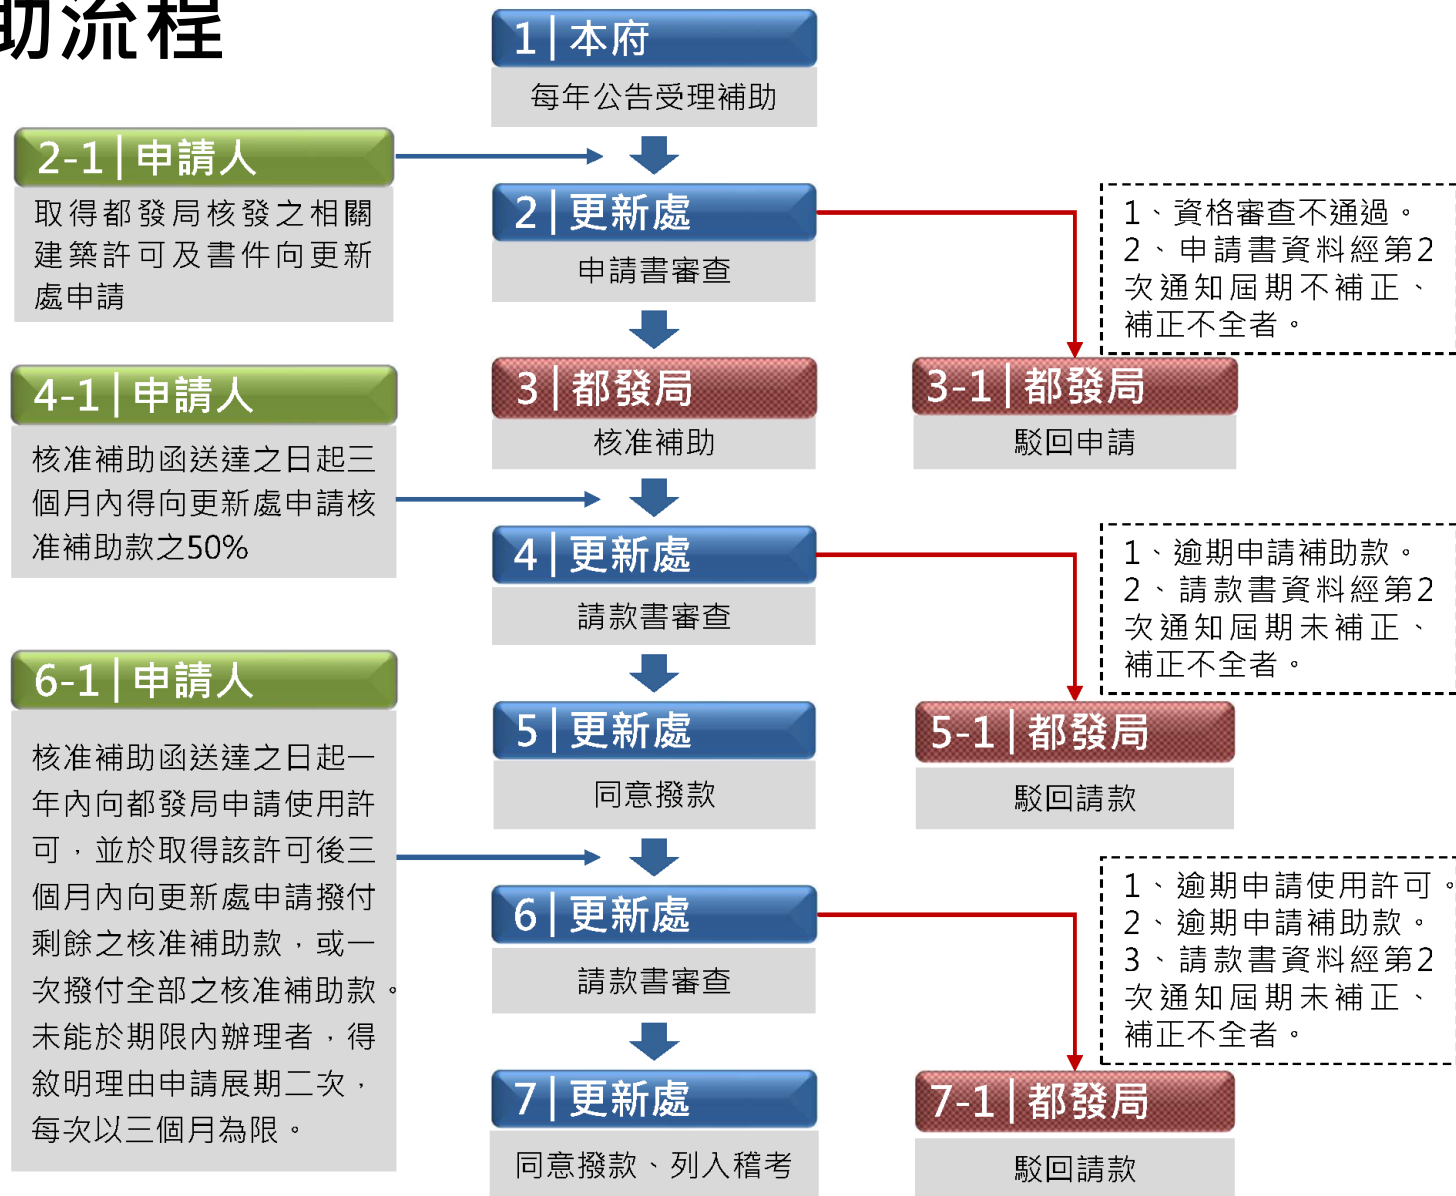 助流程
1|本府
每年公告受理補助
2-1|申請人
取得都發局核發之相關
建築許可及書件向更新
處申請
2|更新處
申請書審查
1、資格審查不通過。
2、申請書資料經第2
次通知屆期不補正、
補正不全者。
3|都發局
核准補助
3-1|都發局
駁回申請
4-1|申請人
核准補助函送達之日起三
個月內得向更新處申請核
准補助款之50%
4|更新處
請款書審查
1、逾期申請補助款。
2、請款書資料經第2
次通知屆期未補正、
補正不全者。
5|更新處
同意撥款
5-1|都發局
駁回請款
6-1|申請人
核准補助函送達之日起一
年內向都發局申請使用許
可，並於取得該許可後三
個月內向更新處申請撥付
剩餘之核准補助款，或一
次撥付全部之核准補助款。
未能於期限內辦理者，得
敘明理由申請展期二次，
每次以三個月為限。
6|更新處
請款書審查
1、逾期申請使用許可。
2、逾期申請補助款。
3、請款書資料經第2
次通知屆期未補正、
補正不全者。
7|更新處
同意撥款、列入稽考
7-1|都發局
駁回請款